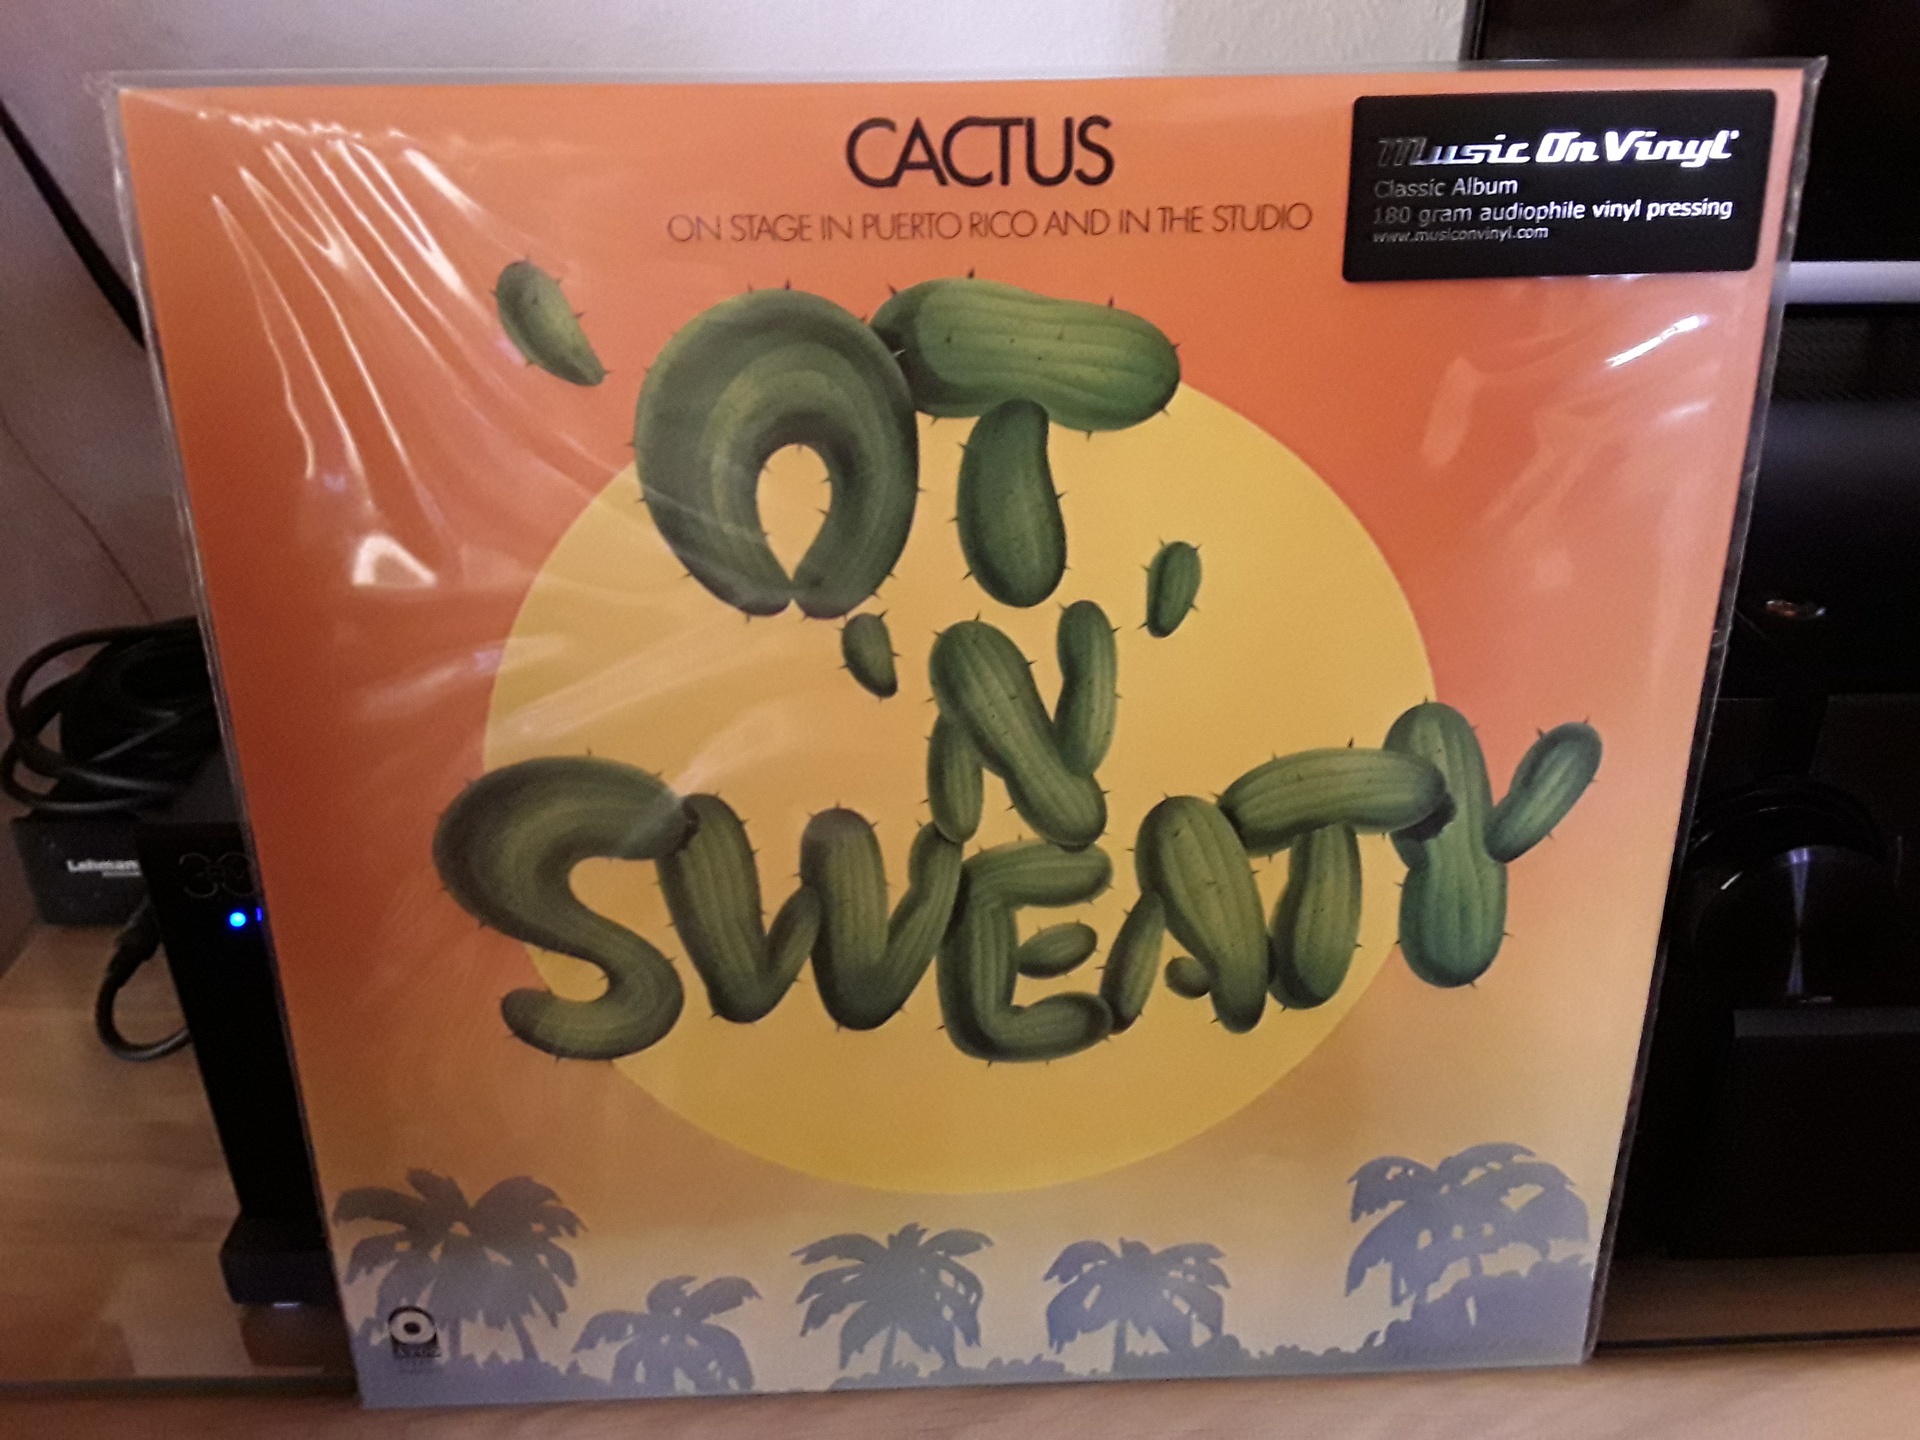 CACTUS
ON STAGE IN PUERTO RICO AND IN THE STUDIO
Music On Vinyl
Classic Album
180 gram audiophile vinyl pressing
www.musiconvinyl.com
'OT
'N'
SWEATY
Lehman